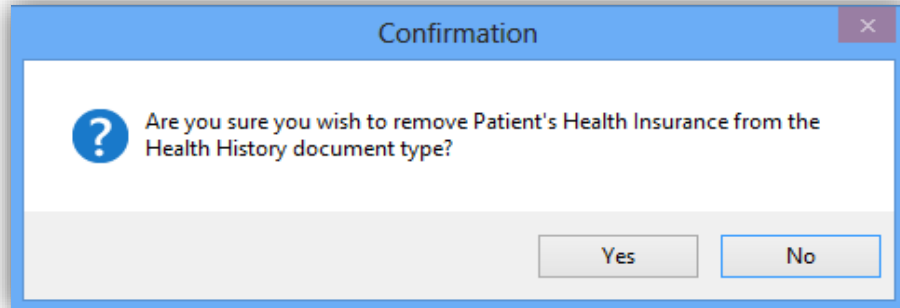 Confirmation
Are you sure you wish to remove Patient's Health Insurance from the
Health History document type?
Yes
No